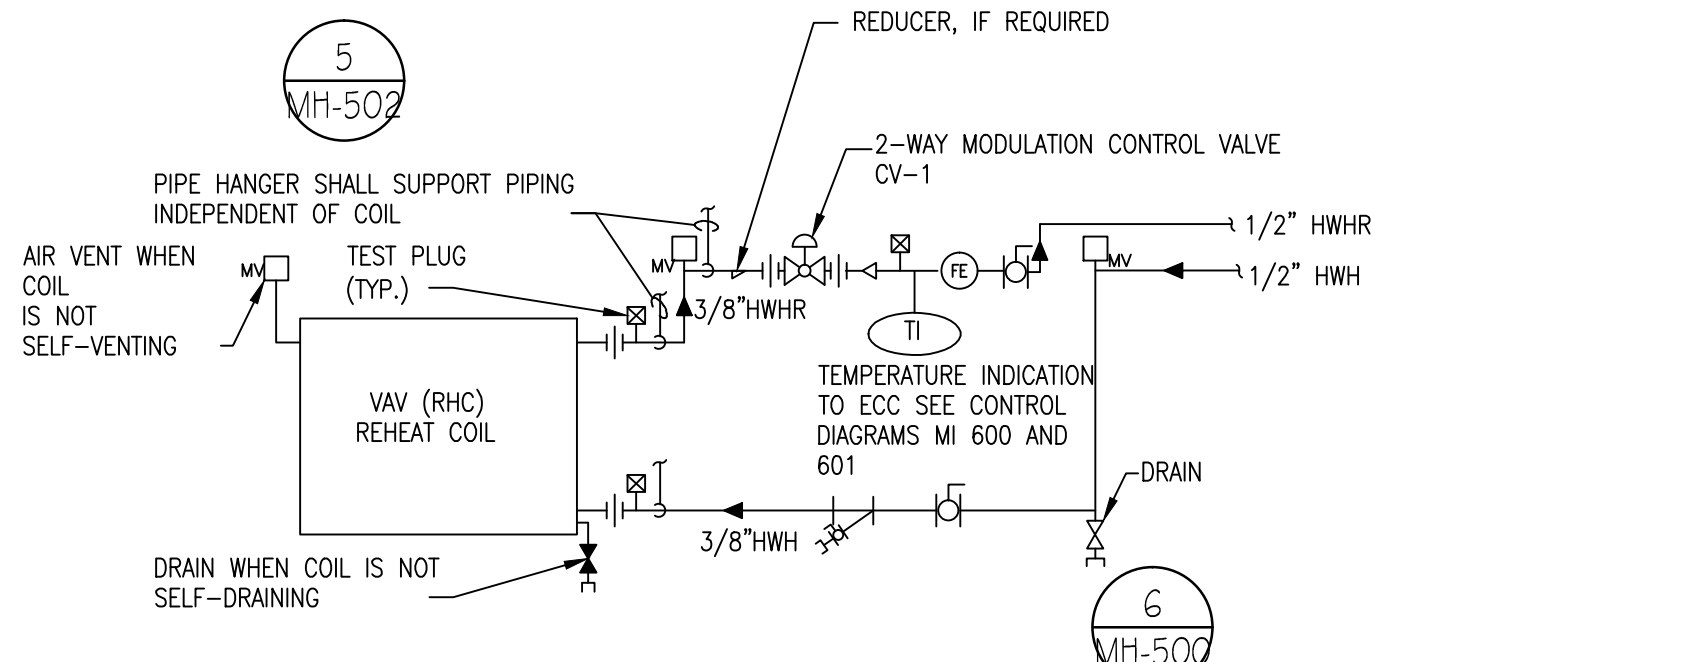 REDUCER, IF REQUIRED
5
MH-502
2-WAY MODULATION CONTROL VALVE
CV-1
PIPE HANGER SHALL SUPPORT PIPING
INDEPENDENT OF COIL
1/2" HWHR
AIR VENT WHEN
COIL
IS NOT
SELF-VENTING
MV
TEST PLUG
(TYP.)
MV
FE
MV
1/2" HWH
3/8"HWHR
TI
TEMPERATURE INDICATION
TO ECC SEE CONTROL
DIAGRAMS MI 600 AND
601
VAV (RHC)
REHEAT COIL
DRAIN
3/8"HWH
DRAIN WHEN COIL IS NOT
SELF-DRAINING
6
MH-500